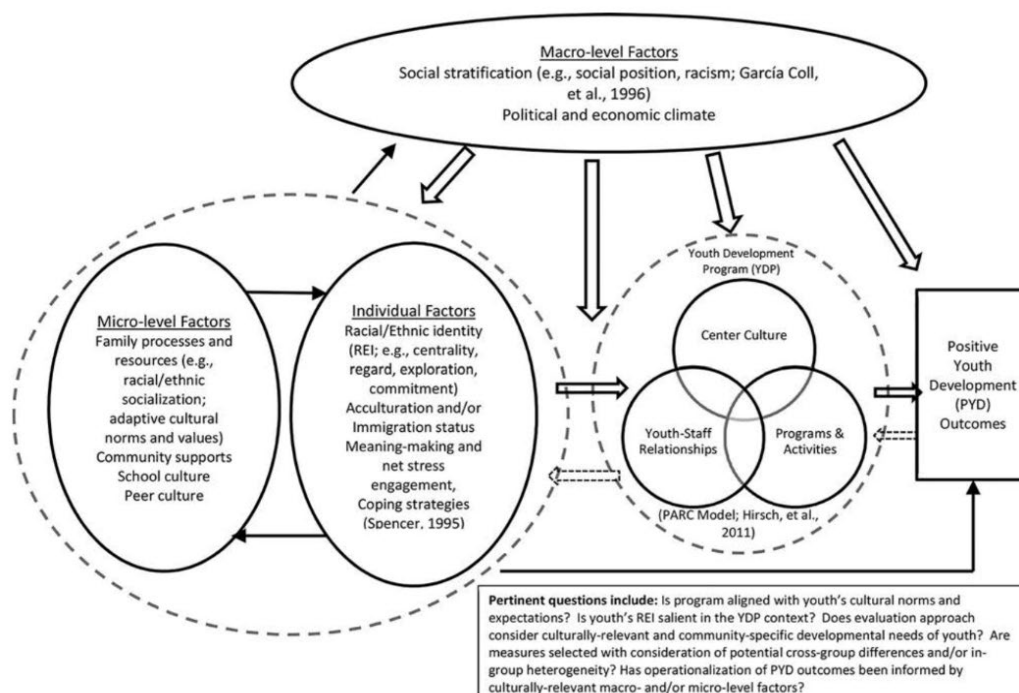 Macro-level Factors
Social stratification (e.g., social position, racism; García Coll,
et al., 1996)
Political and economic climate
Micro-level Factors
Family processes and
resources (e.g.,
racial/ethnic
socialization;
adaptive cultural
norms and values)
Community supports
School culture
Peer culture
Individual Factors
Racial/Ethnic identity
(REI; e.g., centrality,
regard, exploration,
commitment)
Acculturation and/or
Immigration status
Meaning-making and
net stress
engagement,
Coping strategies
(Spencer, 1995)
Youth Development
Program (YDP)
Center Culture
Youth-Staff
Relationships
Programs &
Activities
(PARC Model; Hirsch, et al.,
2011)
Positive
Youth
Development
(PYD)
Outcomes
Pertinent questions include: Is program aligned with youth's cultural norms and
expectations? Is youth's REI salient in the YDP context? Does evaluation approach
consider culturally-relevant and community-specific developmental needs of youth? Are
measures selected with consideration of potential cross-group differences and/or in-
group heterogeneity? Has operationalization of PYD outcomes been informed by
culturally-relevant macro- and/or micro-level factors?